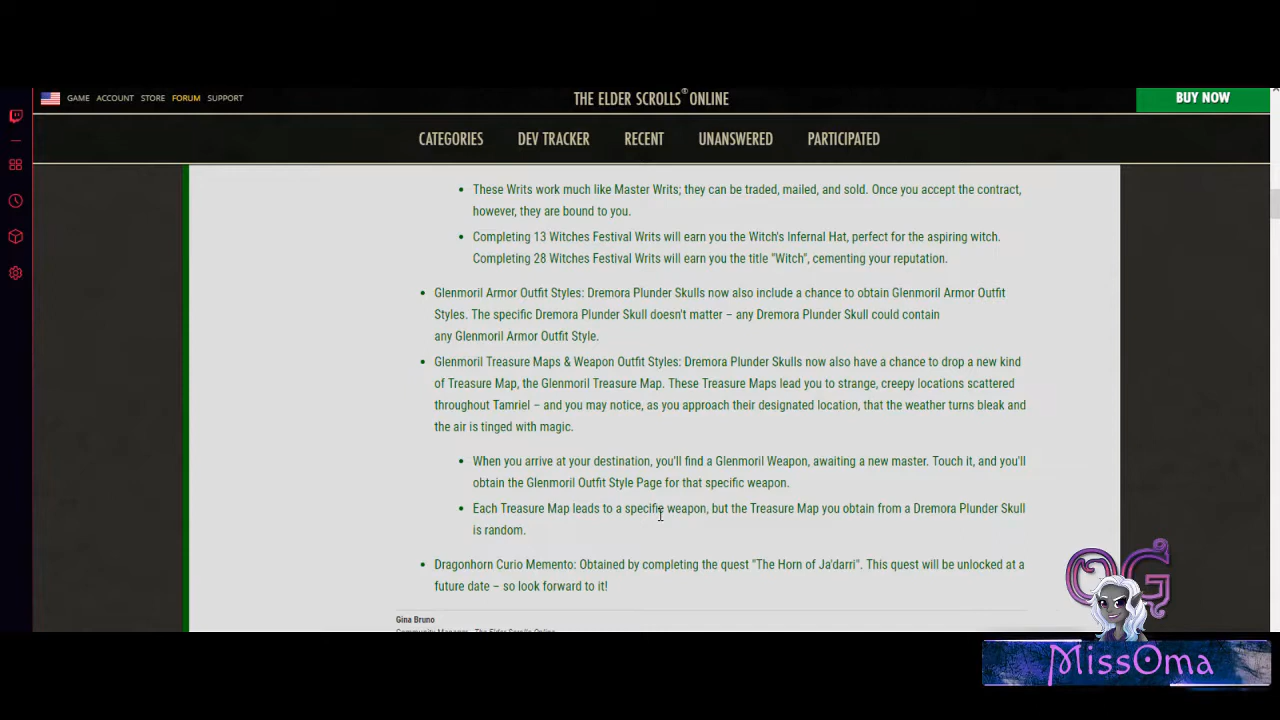 GAME ACCOUNT STORE FORUM SUPPORT
THE ELDER SCROLLS® ONLINE
BUY NOW
CATEGORIES DEV TRACKER RECENT UNANSWERED PARTICIPATED
• These Writs work much like Master Writs; they can be traded, mailed, and sold. Once you accept the contract,
however, they are bound to you.
• Completing 13 Witches Festival Writs will earn you the Witch's Infernal Hat, perfect for the aspiring witch.
Completing 28 Witches Festival Writs will earn you the title "Witch", cementing your reputation.
• Glenmoril Armor Outfit Styles: Dremora Plunder Skulls now also include a chance to obtain Glenmoril Armor Outfit
Styles. The specific Dremora Plunder Skull doesn't matter – any Dremora Plunder Skull could contain
any Glenmoril Armor Outfit Style.
• Glenmoril Treasure Maps & Weapon Outfit Styles: Dremora Plunder Skulls now also have a chance to drop a new kind
of Treasure Map, the Glenmoril Treasure Map. These Treasure Maps lead you to strange, creepy locations scattered
throughout Tamriel – and you may notice, as you approach their designated location, that the weather turns bleak and
the air is tinged with magic.
• When you arrive at your destination, you'll find a Glenmoril Weapon, awaiting a new master. Touch it, and you'll
obtain the Glenmoril Outfit Style Page for that specific weapon.
• Each Treasure Map leads to a specific weapon, but the Treasure Map you obtain from a Dremora Plunder Skull
is random.
• Dragonhorn Curio Memento: Obtained by completing the quest "The Horn of Ja'darri". This quest will be unlocked at a
future date – so look forward to it!
Gina Bruno
Community Manager - The Elder Scrolls Online
OG
MissOma